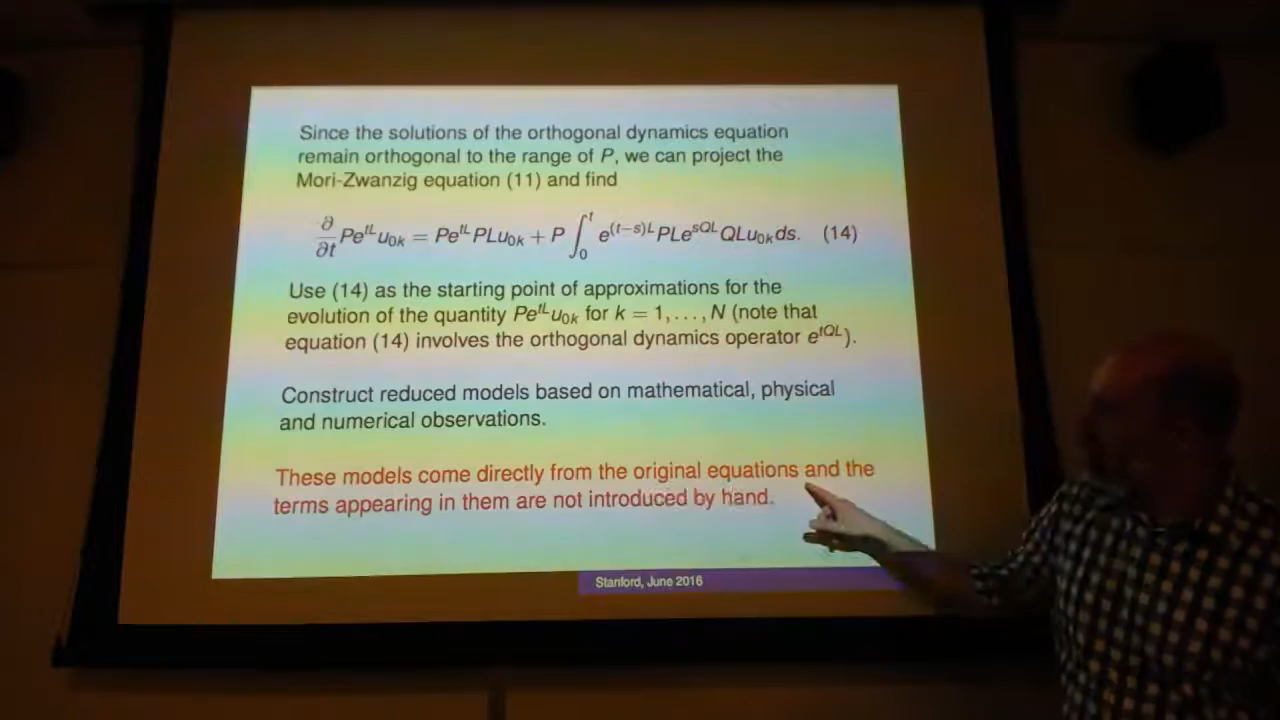 Since the solutions of the orthogonal dynamics equation
remain orthogonal to the range of P, we can project the
Mori-Zwanzig equation (11) and find
∂/∂t Pe^{tL}u_{0k} = Pe^{tL}PLu_{0k} + P ∫_0^t e^{(t−s)L}PLe^{sQL}QLu_{0k}ds. (14)
Use (14) as the starting point of approximations for the
evolution of the quantity Pe^{tL}u_{0k} for k = 1, . . . , N (note that
equation (14) involves the orthogonal dynamics operator e^{tQL}).
Construct reduced models based on mathematical, physical
and numerical observations.
These models come directly from the original equations and the
terms appearing in them are not introduced by hand.
Stanford, June 2016